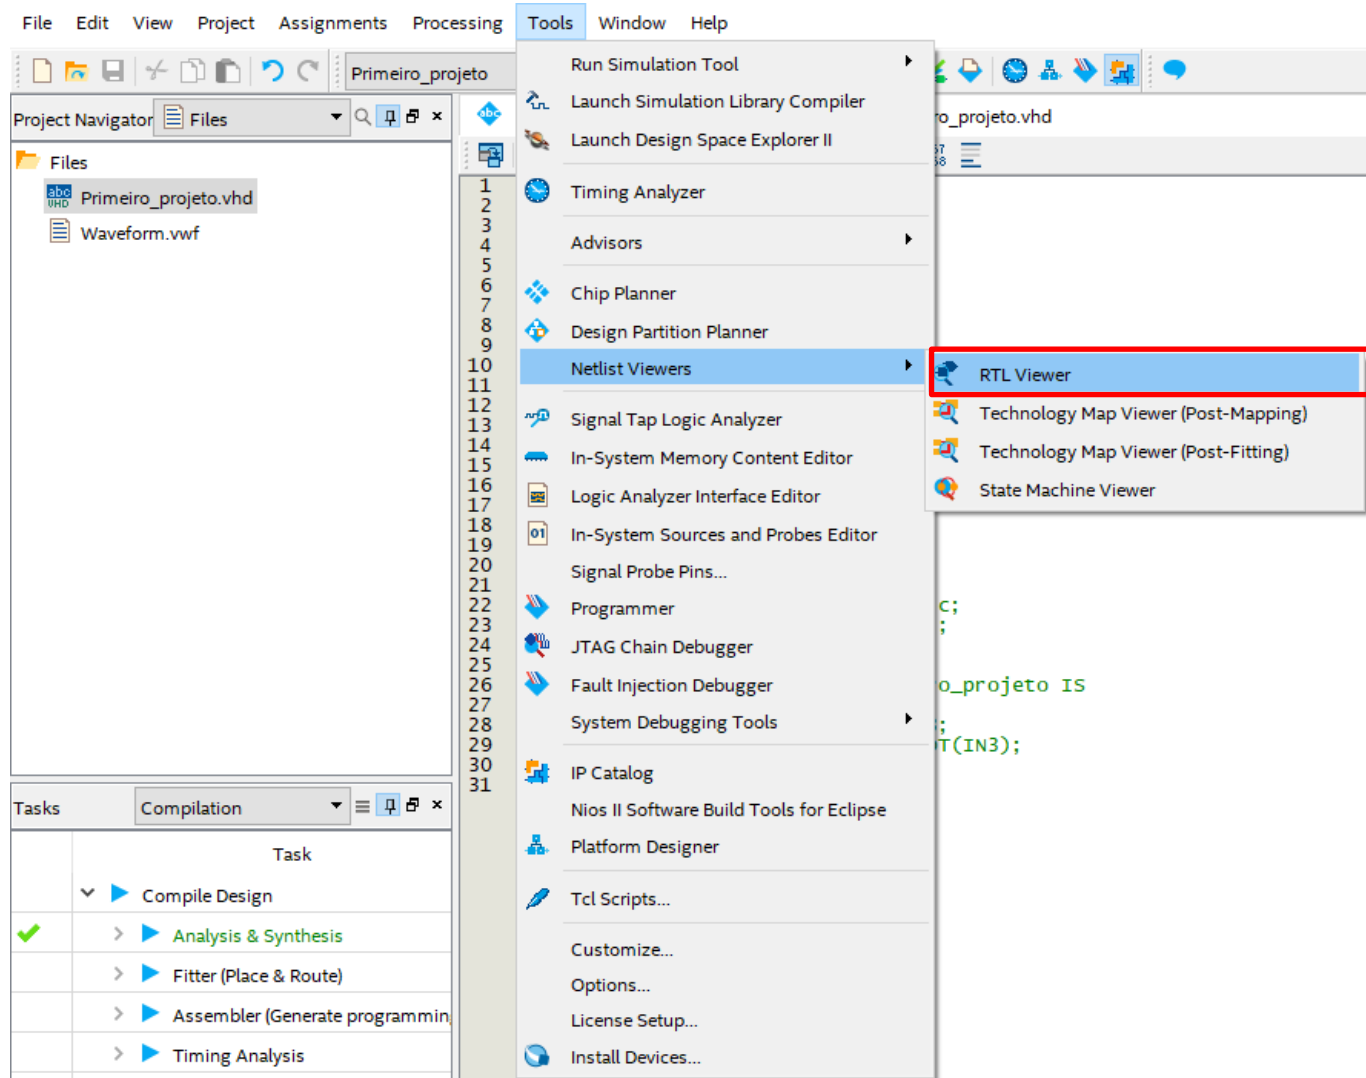 File Edit View Project Assignments Processing Tools Window Help
Primeiro_projeto
Project Navigator Files
Files
Primeiro_projeto.vhd
Waveform.vwf
Run Simulation Tool
Launch Simulation Library Compiler
Launch Design Space Explorer II
Timing Analyzer
Advisors
Chip Planner
Design Partition Planner
Netlist Viewers
Signal Tap Logic Analyzer
In-System Memory Content Editor
Logic Analyzer Interface Editor
In-System Sources and Probes Editor
Signal Probe Pins...
Programmer
JTAG Chain Debugger
Fault Injection Debugger
System Debugging Tools
IP Catalog
Nios II Software Build Tools for Eclipse
Platform Designer
Tcl Scripts...
Customize...
Options...
License Setup...
Install Devices...
RTL Viewer
Technology Map Viewer (Post-Mapping)
Technology Map Viewer (Post-Fitting)
State Machine Viewer
ro_projeto.vhd
1
2
3
4
5
6
7
8
9
10
11
12
13
14
15
16
17
18
19
20
21
22
23
24
25
26
27
28
29
30
31
c;
;
o_projeto IS
;
T(IN3);
Tasks Compilation
Task
Compile Design
Analysis & Synthesis
Fitter (Place & Route)
Assembler (Generate programmin
Timing Analysis